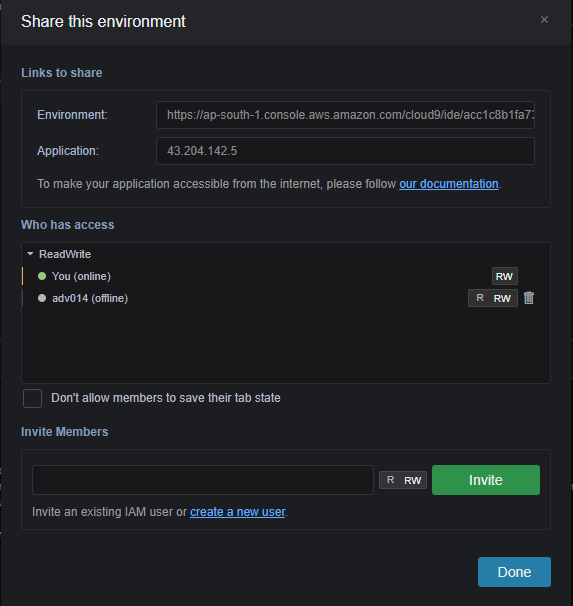 Share this environment
×
Links to share
Environment:
https://ap-south-1.console.aws.amazon.com/cloud9/ide/acc1c8b1fa73
Application:
43.204.142.5
To make your application accessible from the internet, please follow our documentation.
Who has access
ReadWrite
You (online) RW
adv014 (offline) R RW
Don't allow members to save their tab state
Invite Members
R RW Invite
Invite an existing IAM user or create a new user.
Done